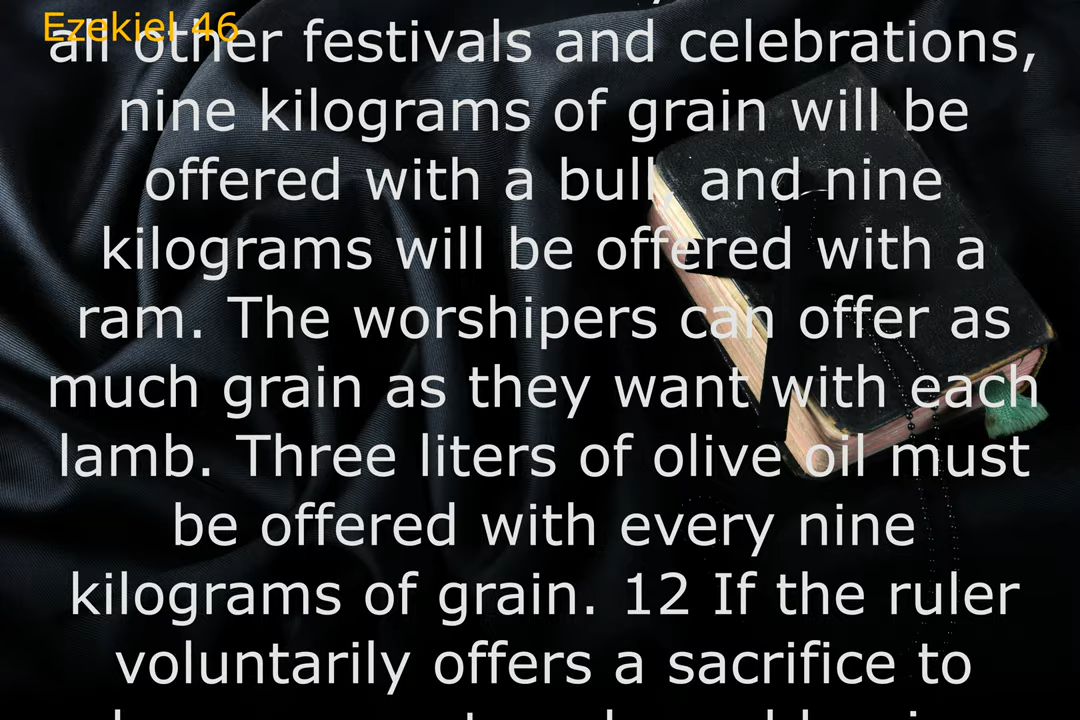 Ezekiel 46
all other festivals and celebrations,
nine kilograms of grain will be
offered with a bull, and nine
kilograms will be offered with a
ram. The worshipers can offer as
much grain as they want with each
lamb. Three liters of olive oil must
be offered with every nine
kilograms of grain. 12 If the ruler
voluntarily offers a sacrifice to